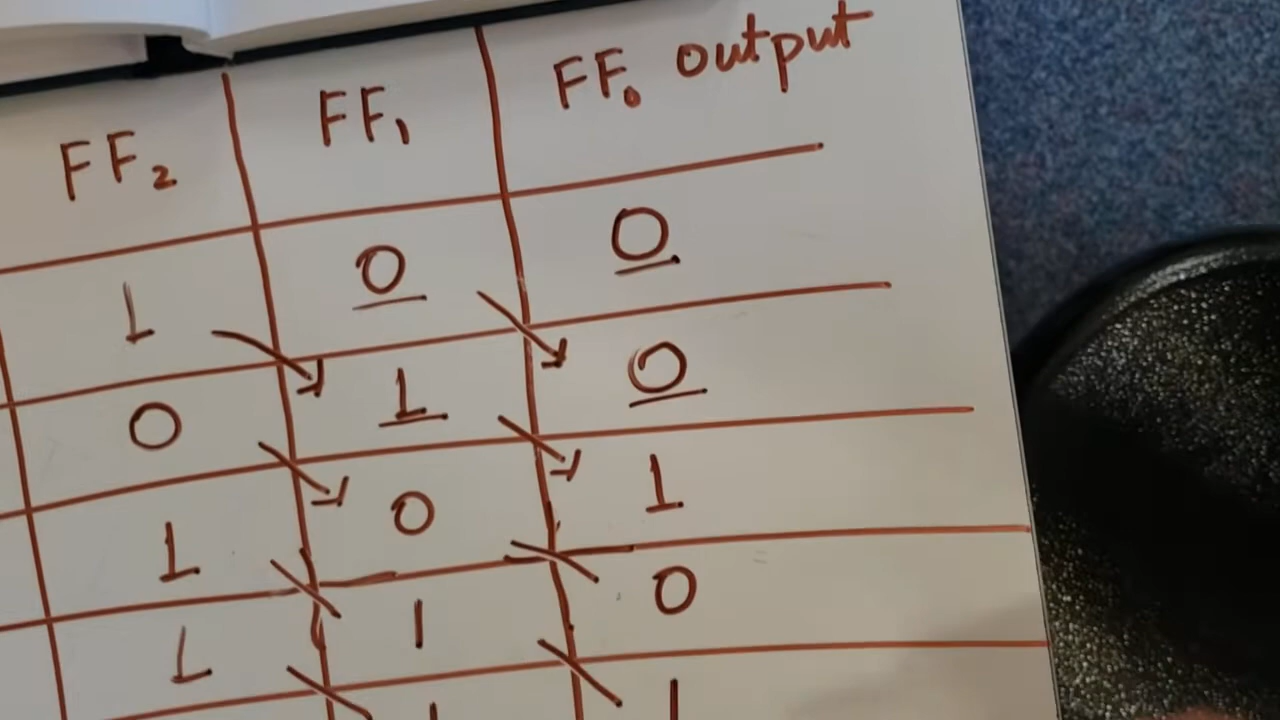 FF₂ FF₁ FF₀ output
1 0 0
0 1 0
1 0 1
1 1 0
1 1